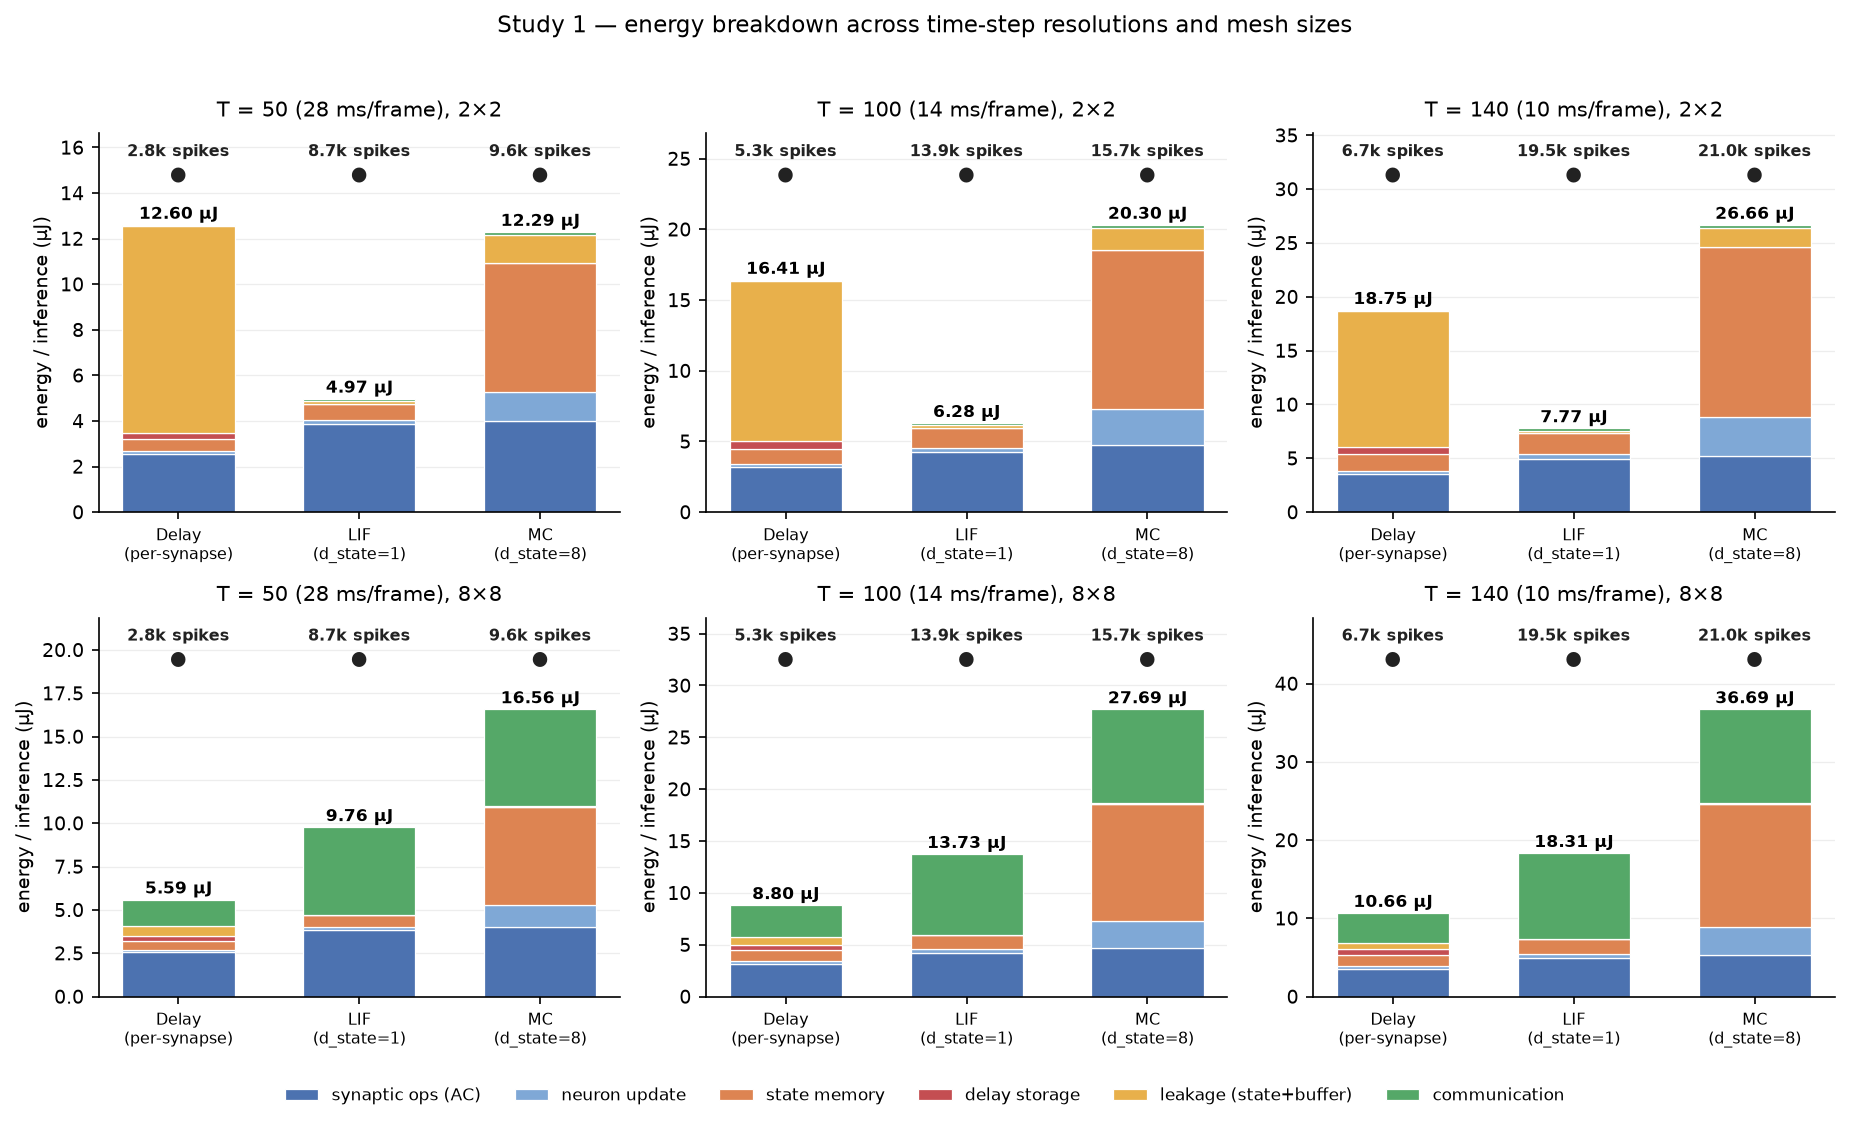 Study 1 — energy breakdown across time-step resolutions and mesh sizes
T = 50 (28 ms/frame), 2×2
energy / inference (µJ)
16
14
12
10
8
6
4
2
0
2.8k spikes
8.7k spikes
9.6k spikes
12.60 µJ
4.97 µJ
12.29 µJ
Delay
(per-synapse)
LIF
(d_state=1)
MC
(d_state=8)
T = 100 (14 ms/frame), 2×2
energy / inference (µJ)
25
20
15
10
5
0
5.3k spikes
13.9k spikes
15.7k spikes
16.41 µJ
6.28 µJ
20.30 µJ
Delay
(per-synapse)
LIF
(d_state=1)
MC
(d_state=8)
T = 140 (10 ms/frame), 2×2
energy / inference (µJ)
35
30
25
20
15
10
5
0
6.7k spikes
19.5k spikes
21.0k spikes
18.75 µJ
7.77 µJ
26.66 µJ
Delay
(per-synapse)
LIF
(d_state=1)
MC
(d_state=8)
T = 50 (28 ms/frame), 8×8
energy / inference (µJ)
20.0
17.5
15.0
12.5
10.0
7.5
5.0
2.5
0.0
2.8k spikes
8.7k spikes
9.6k spikes
5.59 µJ
9.76 µJ
16.56 µJ
Delay
(per-synapse)
LIF
(d_state=1)
MC
(d_state=8)
T = 100 (14 ms/frame), 8×8
energy / inference (µJ)
35
30
25
20
15
10
5
0
5.3k spikes
13.9k spikes
15.7k spikes
8.80 µJ
13.73 µJ
27.69 µJ
Delay
(per-synapse)
LIF
(d_state=1)
MC
(d_state=8)
T = 140 (10 ms/frame), 8×8
energy / inference (µJ)
40
30
20
10
0
6.7k spikes
19.5k spikes
21.0k spikes
10.66 µJ
18.31 µJ
36.69 µJ
Delay
(per-synapse)
LIF
(d_state=1)
MC
(d_state=8)
synaptic ops (AC)
neuron update
state memory
delay storage
leakage (state+buffer)
communication